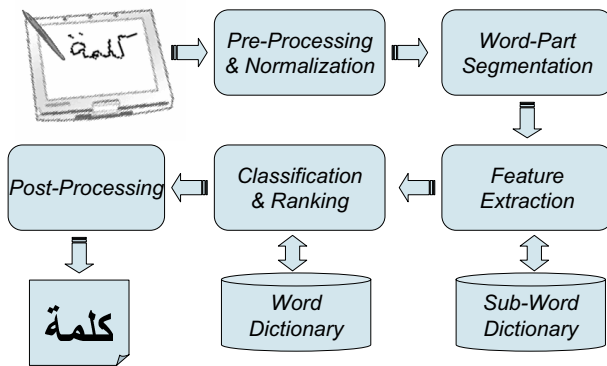 كلمة
Pre-Processing
& Normalization
Word-Part
Segmentation
Post-Processing
Classification
& Ranking
Feature
Extraction
كلمة
Word
Dictionary
Sub-Word
Dictionary